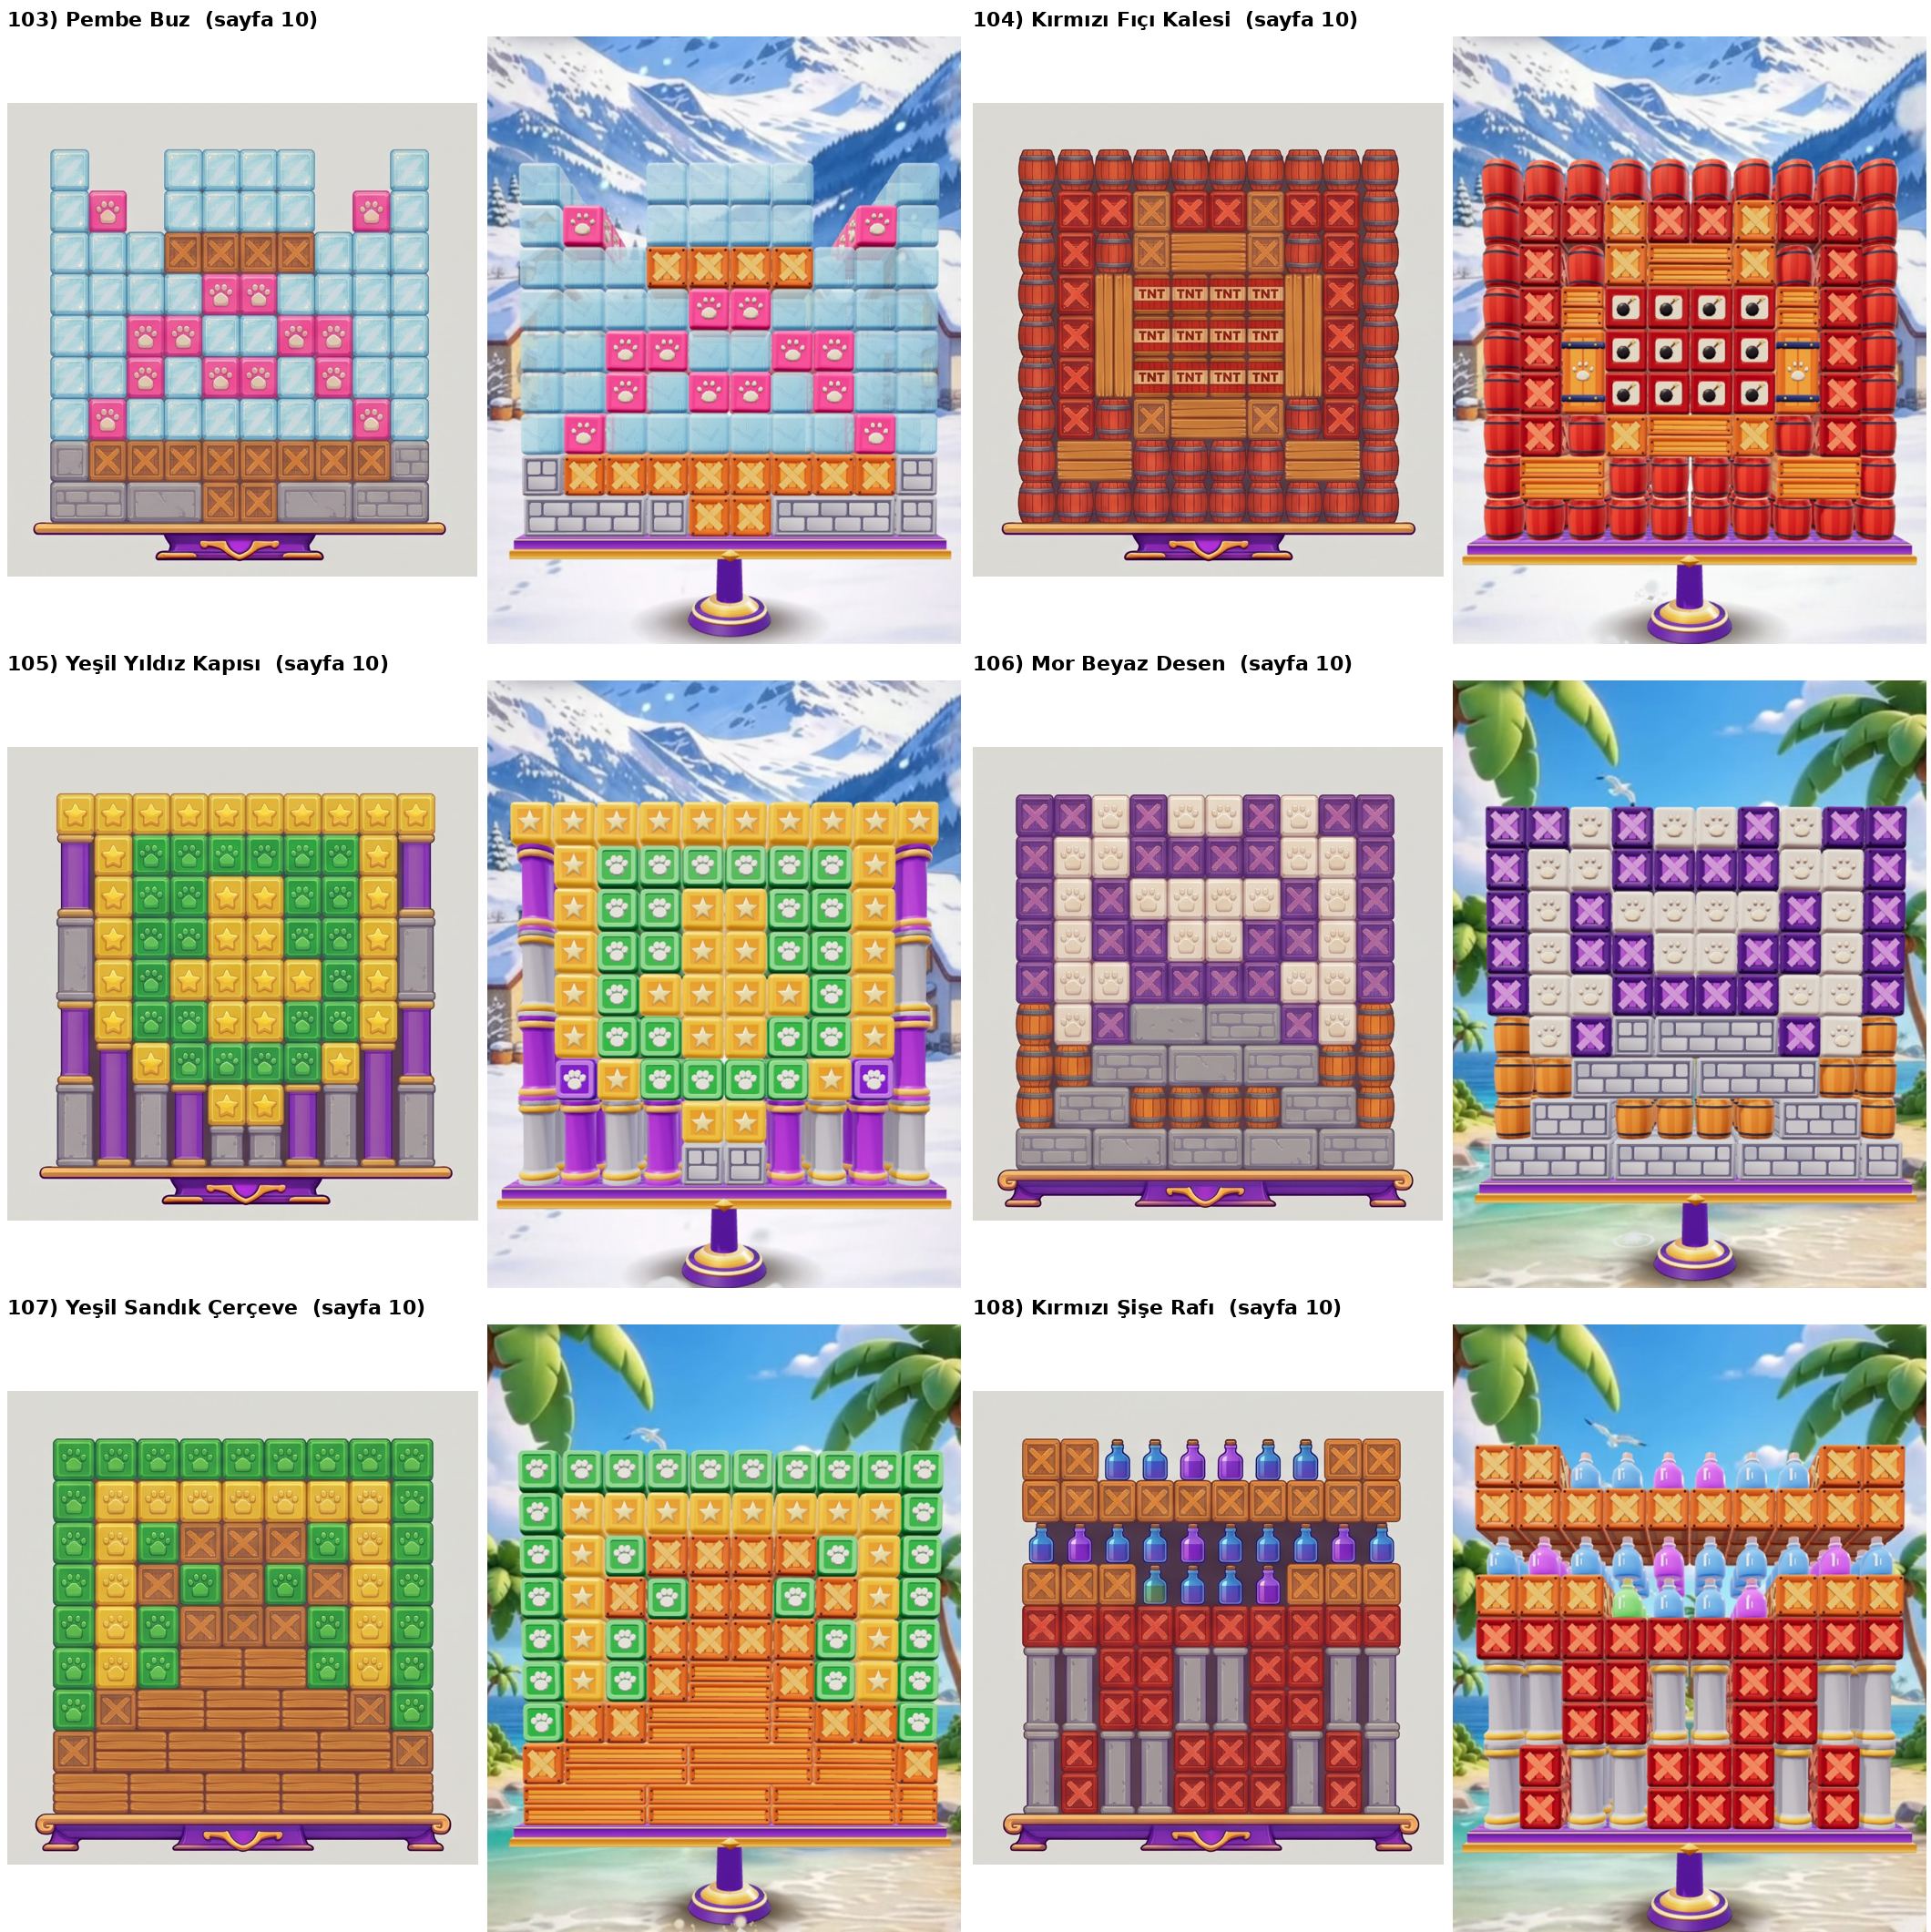 103) Pembe Buz (sayfa 10)
104) Kırmızı Fıçı Kalesi (sayfa 10)
TNT TNT TNT TNT
TNT TNT TNT TNT
TNT TNT TNT TNT
105) Yeşil Yıldız Kapısı (sayfa 10)
106) Mor Beyaz Desen (sayfa 10)
107) Yeşil Sandık Çerçeve (sayfa 10)
108) Kırmızı Şişe Rafı (sayfa 10)